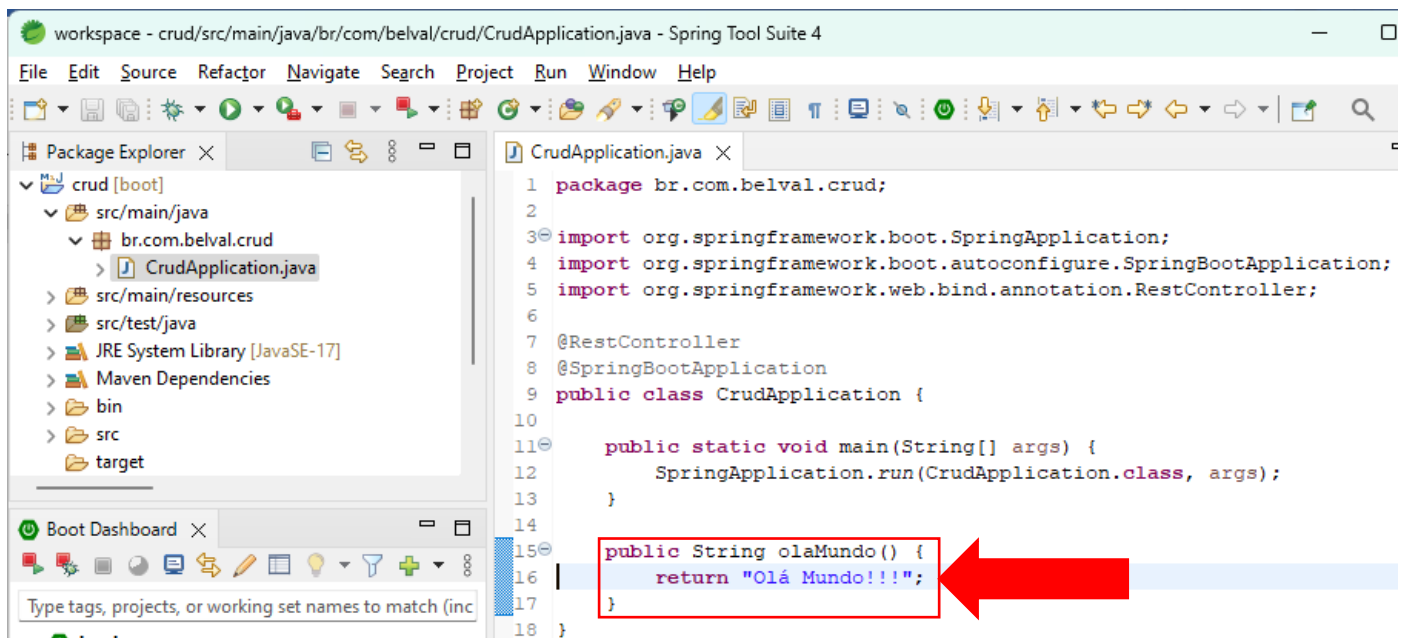 workspace - crud/src/main/java/br/com/belval/crud/CrudApplication.java - Spring Tool Suite 4
File Edit Source Refactor Navigate Search Project Run Window Help
Package Explorer
crud [boot]
src/main/java
br.com.belval.crud
CrudApplication.java
src/main/resources
src/test/java
JRE System Library [JavaSE-17]
Maven Dependencies
bin
src
target
Boot Dashboard
Type tags, projects, or working set names to match (inc
CrudApplication.java
1 package br.com.belval.crud;
2
3 import org.springframework.boot.SpringApplication;
4 import org.springframework.boot.autoconfigure.SpringBootApplication;
5 import org.springframework.web.bind.annotation.RestController;
6
7 @RestController
8 @SpringBootApplication
9 public class CrudApplication {
10
11 public static void main(String[] args) {
12 SpringApplication.run(CrudApplication.class, args);
13 }
14
15 public String olaMundo() {
16 return "Olá Mundo!!!";
17 }
18 }